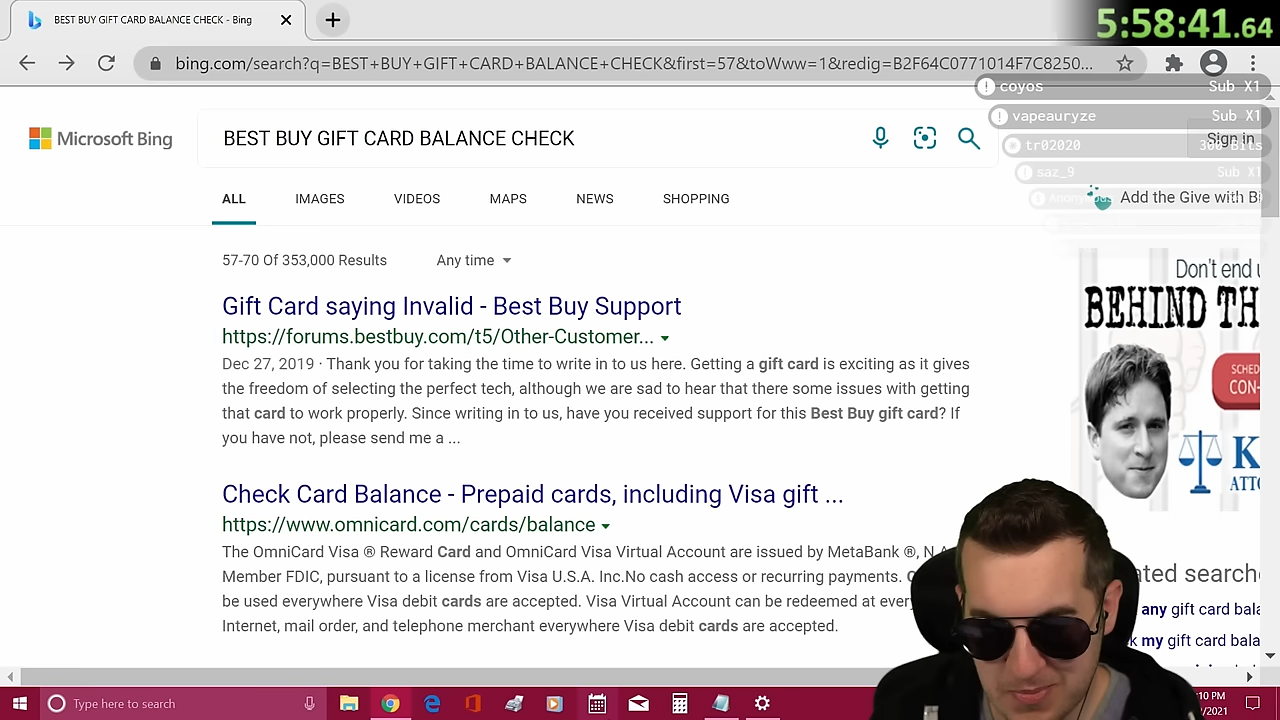 BEST BUY GIFT CARD BALANCE CHECK - Bing
5:58:41.64
bing.com/search?q=BEST+BUY+GIFT+CARD+BALANCE+CHECK&first=57&toWww=1&redig=B2F64C0771014F7C8250...
coyos Sub X1
vapeauryze Sub X1
Microsoft Bing
BEST BUY GIFT CARD BALANCE CHECK
Sign in
tr02020 300 Bits
saz_9 Sub X1
ALL IMAGES VIDEOS MAPS NEWS SHOPPING
Add the Give with Bi
57-70 Of 353,000 Results Any time
Don't end u
BEHIND TH
Gift Card saying Invalid - Best Buy Support
https://forums.bestbuy.com/t5/Other-Customer...
Dec 27, 2019 · Thank you for taking the time to write in to us here. Getting a gift card is exciting as it gives
the freedom of selecting the perfect tech, although we are sad to hear that there some issues with getting
that card to work properly. Since writing in to us, have you received support for this Best Buy gift card? If
you have not, please send me a ...
SCHED
CON-
K
ATTO
Check Card Balance - Prepaid cards, including Visa gift ...
https://www.omnicard.com/cards/balance
The OmniCard Visa ® Reward Card and OmniCard Visa Virtual Account are issued by MetaBank ®, N.A
Member FDIC, pursuant to a license from Visa U.S.A. Inc.No cash access or recurring payments.
be used everywhere Visa debit cards are accepted. Visa Virtual Account can be redeemed at every
Internet, mail order, and telephone merchant everywhere Visa debit cards are accepted.
ated searche
any gift card bala
k my gift card bala
Type here to search
:10 PM
/2021